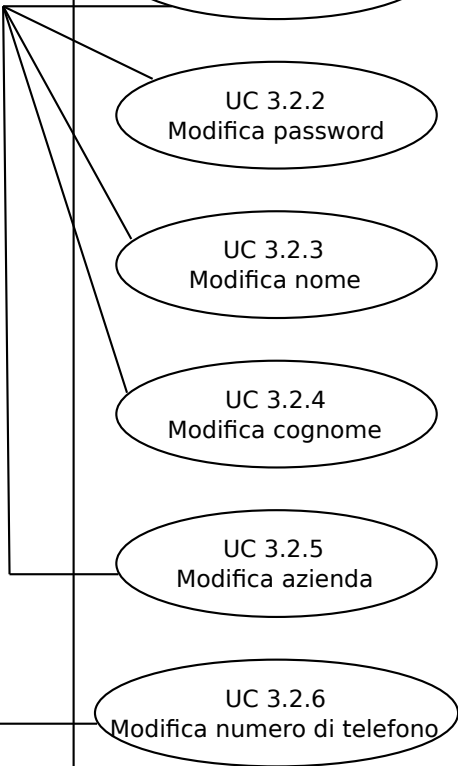 UC 3.2.2
Modifica password
UC 3.2.3
Modifica nome
UC 3.2.4
Modifica cognome
UC 3.2.5
Modifica azienda
UC 3.2.6
Modifica numero di telefono